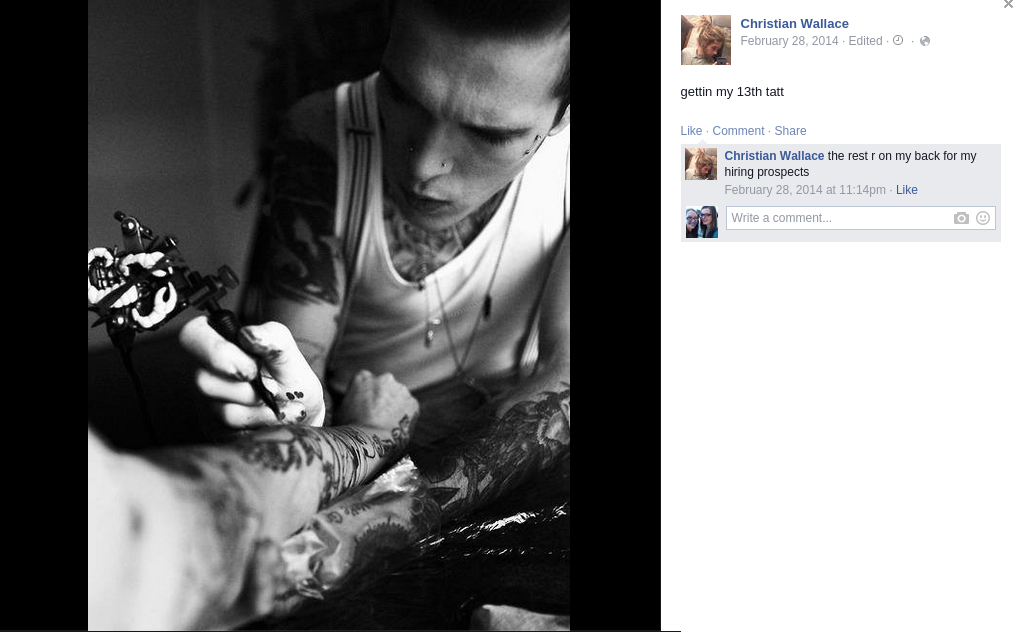 Christian Wallace
February 28, 2014 · Edited · ·
gettin my 13th tatt
Like · Comment · Share
Christian Wallace the rest r on my back for my
hiring prospects
February 28, 2014 at 11:14pm · Like
Write a comment...